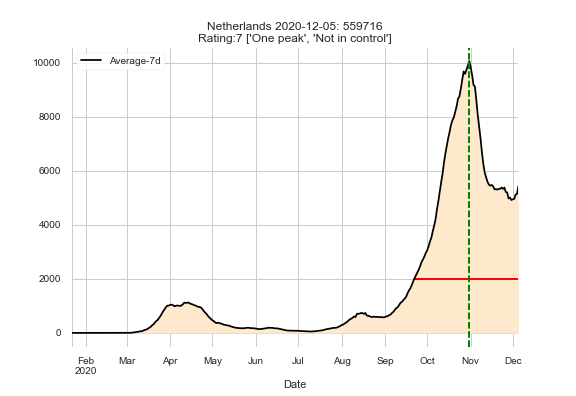 Netherlands 2020-12-05: 559716
Rating:7 ['One peak', 'Not in control']
Average-7d
10000
8000
6000
4000
2000
0
Feb Mar Apr May Jun Jul Aug Sep Oct Nov Dec
2020
Date